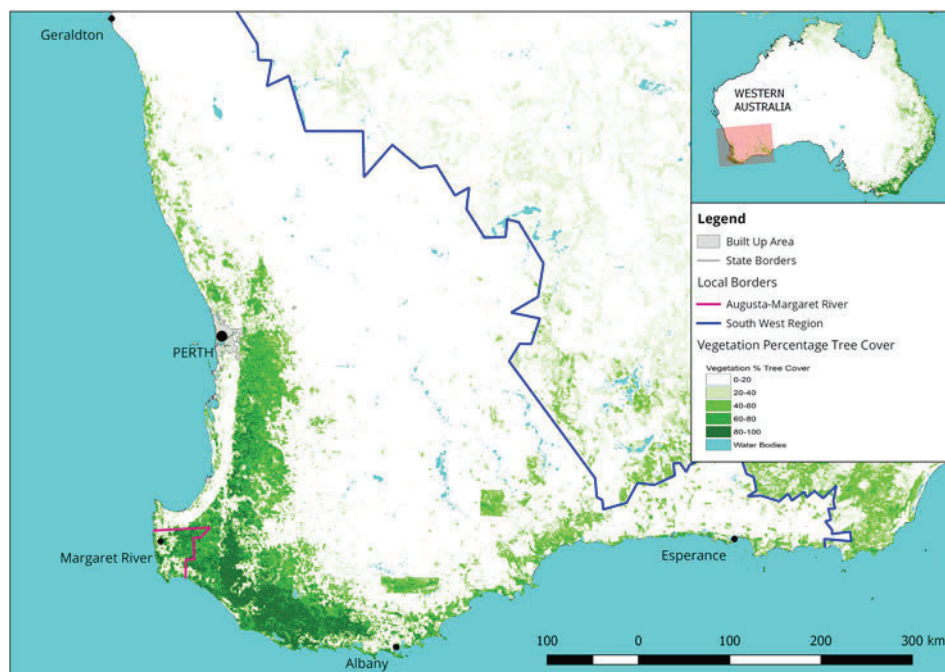 Geraldton
WESTERN
AUSTRALIA
Legend
Built Up Area
State Borders
Local Borders
Augusta-Margaret River
South West Region
Vegetation Percentage Tree Cover
Vegetation % Tree Cover
0-20
20-40
40-60
60-80
80-100
Water Bodies
PERTH
Margaret River
Esperance
Albany
100 0 100 200 300 km